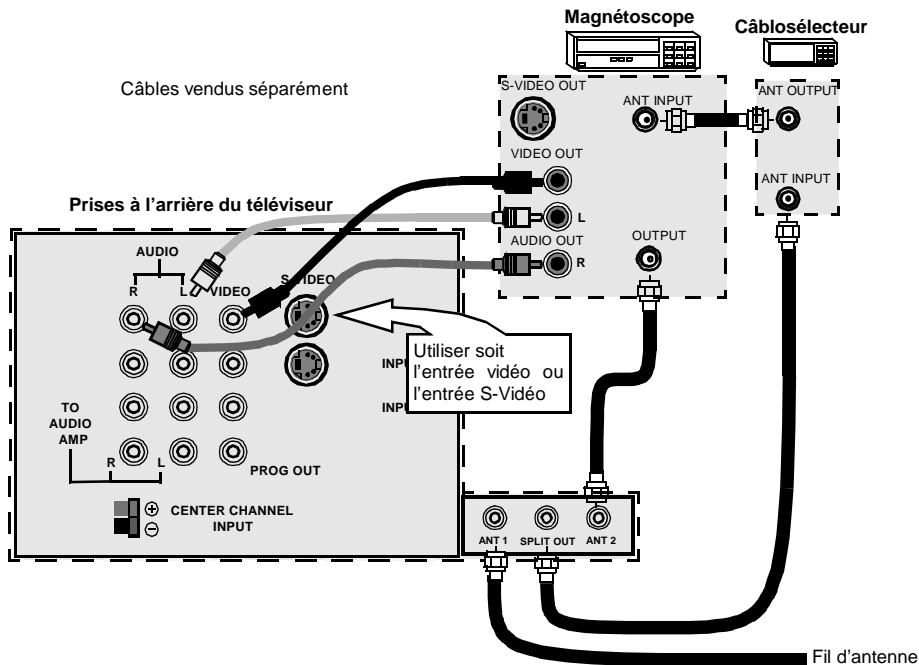 Magnétoscope
Câblosélecteur
Câbles vendus séparément
S-VIDEO OUT
ANT INPUT
ANT OUTPUT
VIDEO OUT
ANT INPUT
Prises à l'arrière du téléviseur
L
AUDIO OUT
OUTPUT
R
AUDIO
R
L
VIDEO
S-VIDEO
Utiliser soit
l'entrée vidéo ou
l'entrée S-Vidéo
TO
AUDIO
AMP
R
L
PROG OUT
CENTER CHANNEL
INPUT
ANT 1
SPLIT OUT
ANT 2
Fil d'antenne